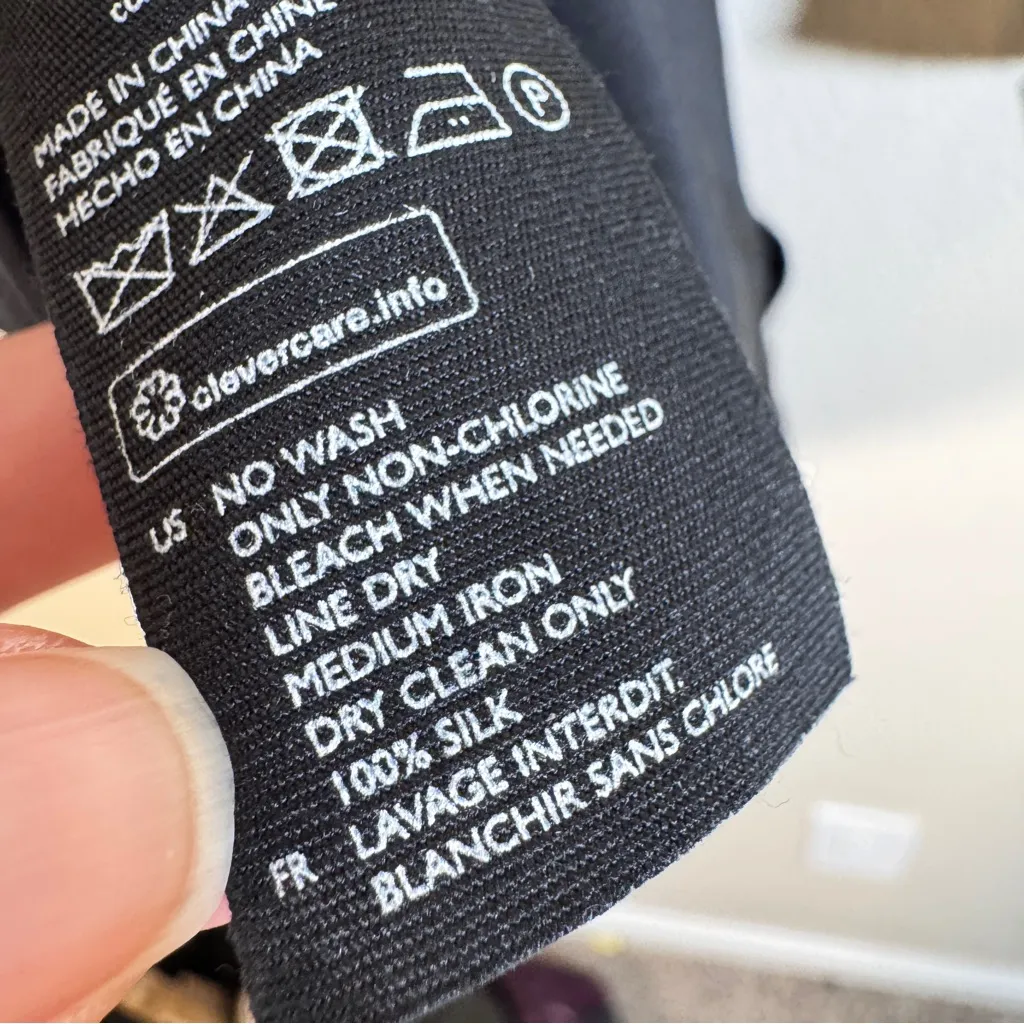 MADE IN CHINA
FABRIQUÉ EN CHINE
HECHO EN CHINA
P
clevercare.info
US NO WASH
ONLY NON-CHLORINE
BLEACH WHEN NEEDED
LINE DRY
MEDIUM IRON
DRY CLEAN ONLY
100% SILK
FR LAVAGE INTERDIT.
BLANCHIR SANS CHLORE